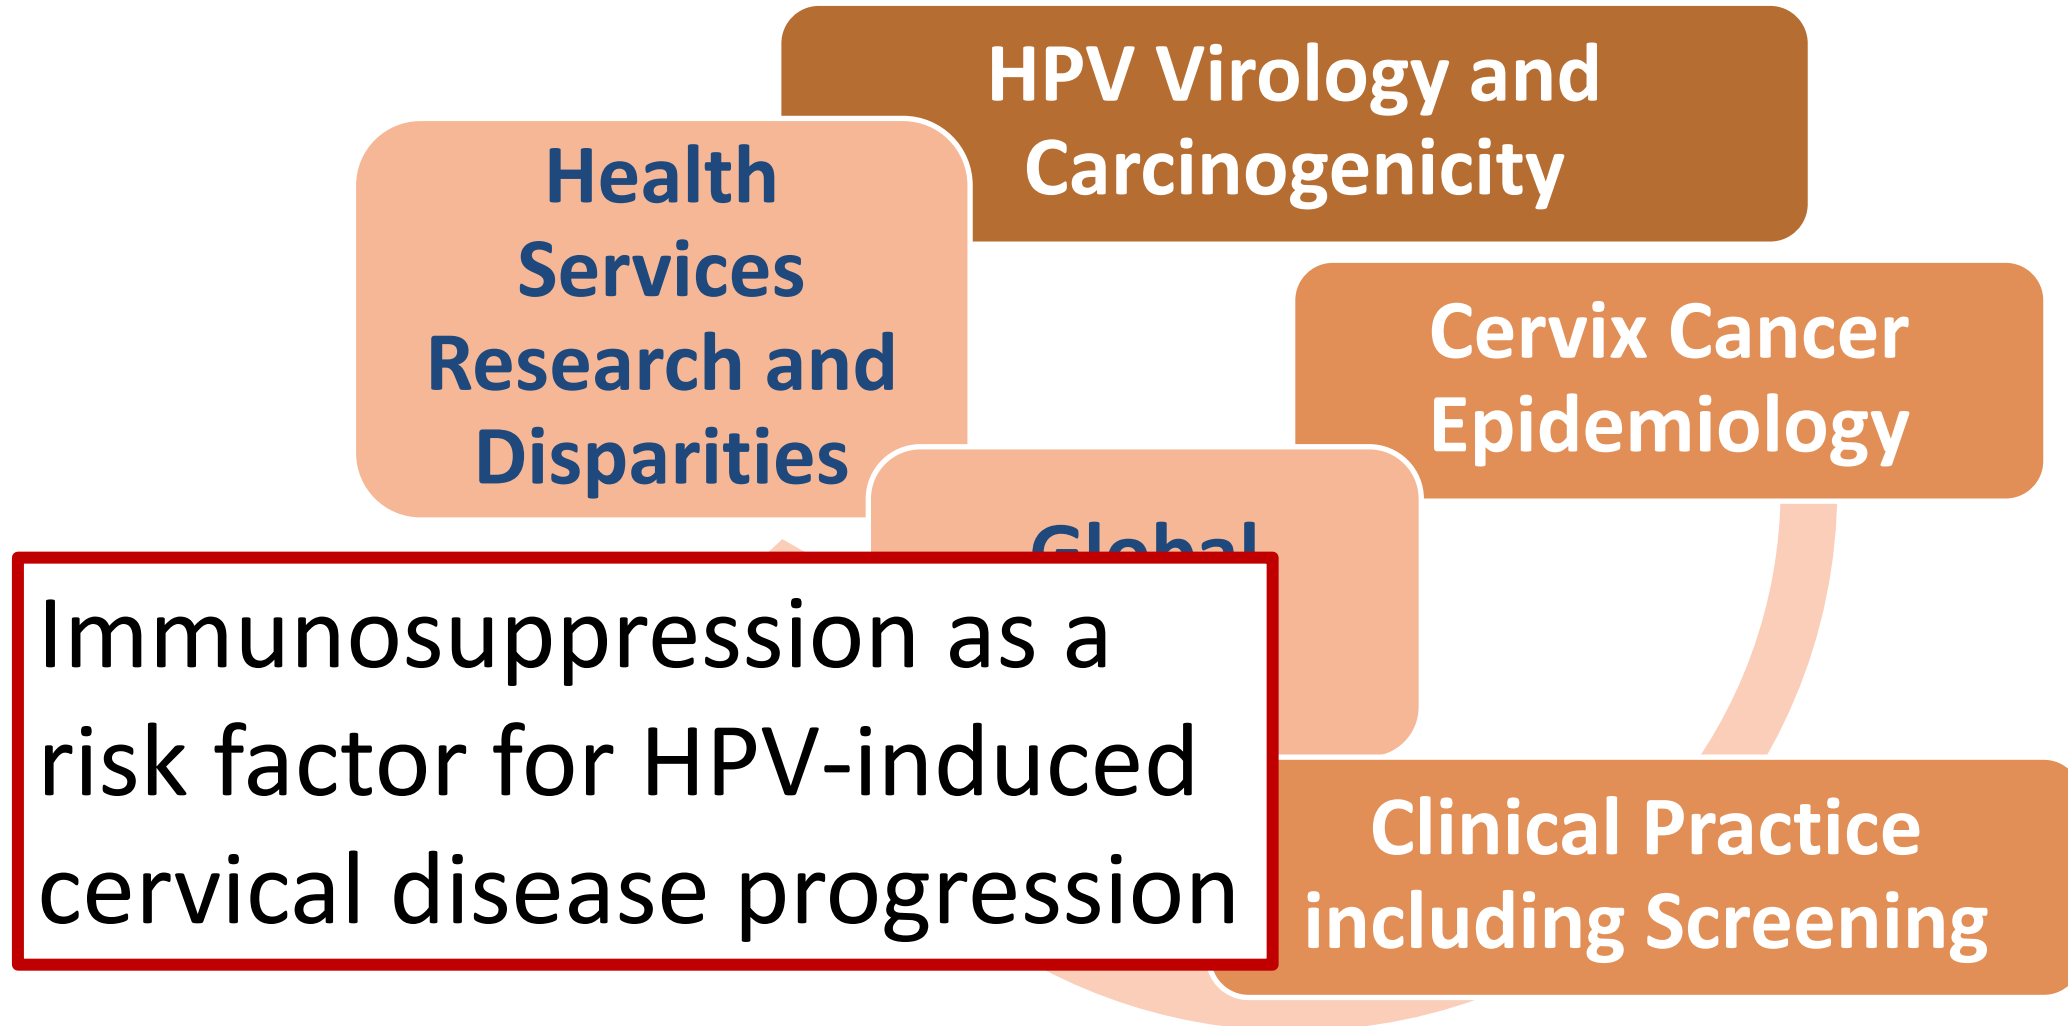 HPV Virology and
Carcinogenicity
Health
Services
Research and
Disparities
Cervix Cancer
Epidemiology
Global
Immunosuppression as a
risk factor for HPV-induced
cervical disease progression
Clinical Practice
including Screening